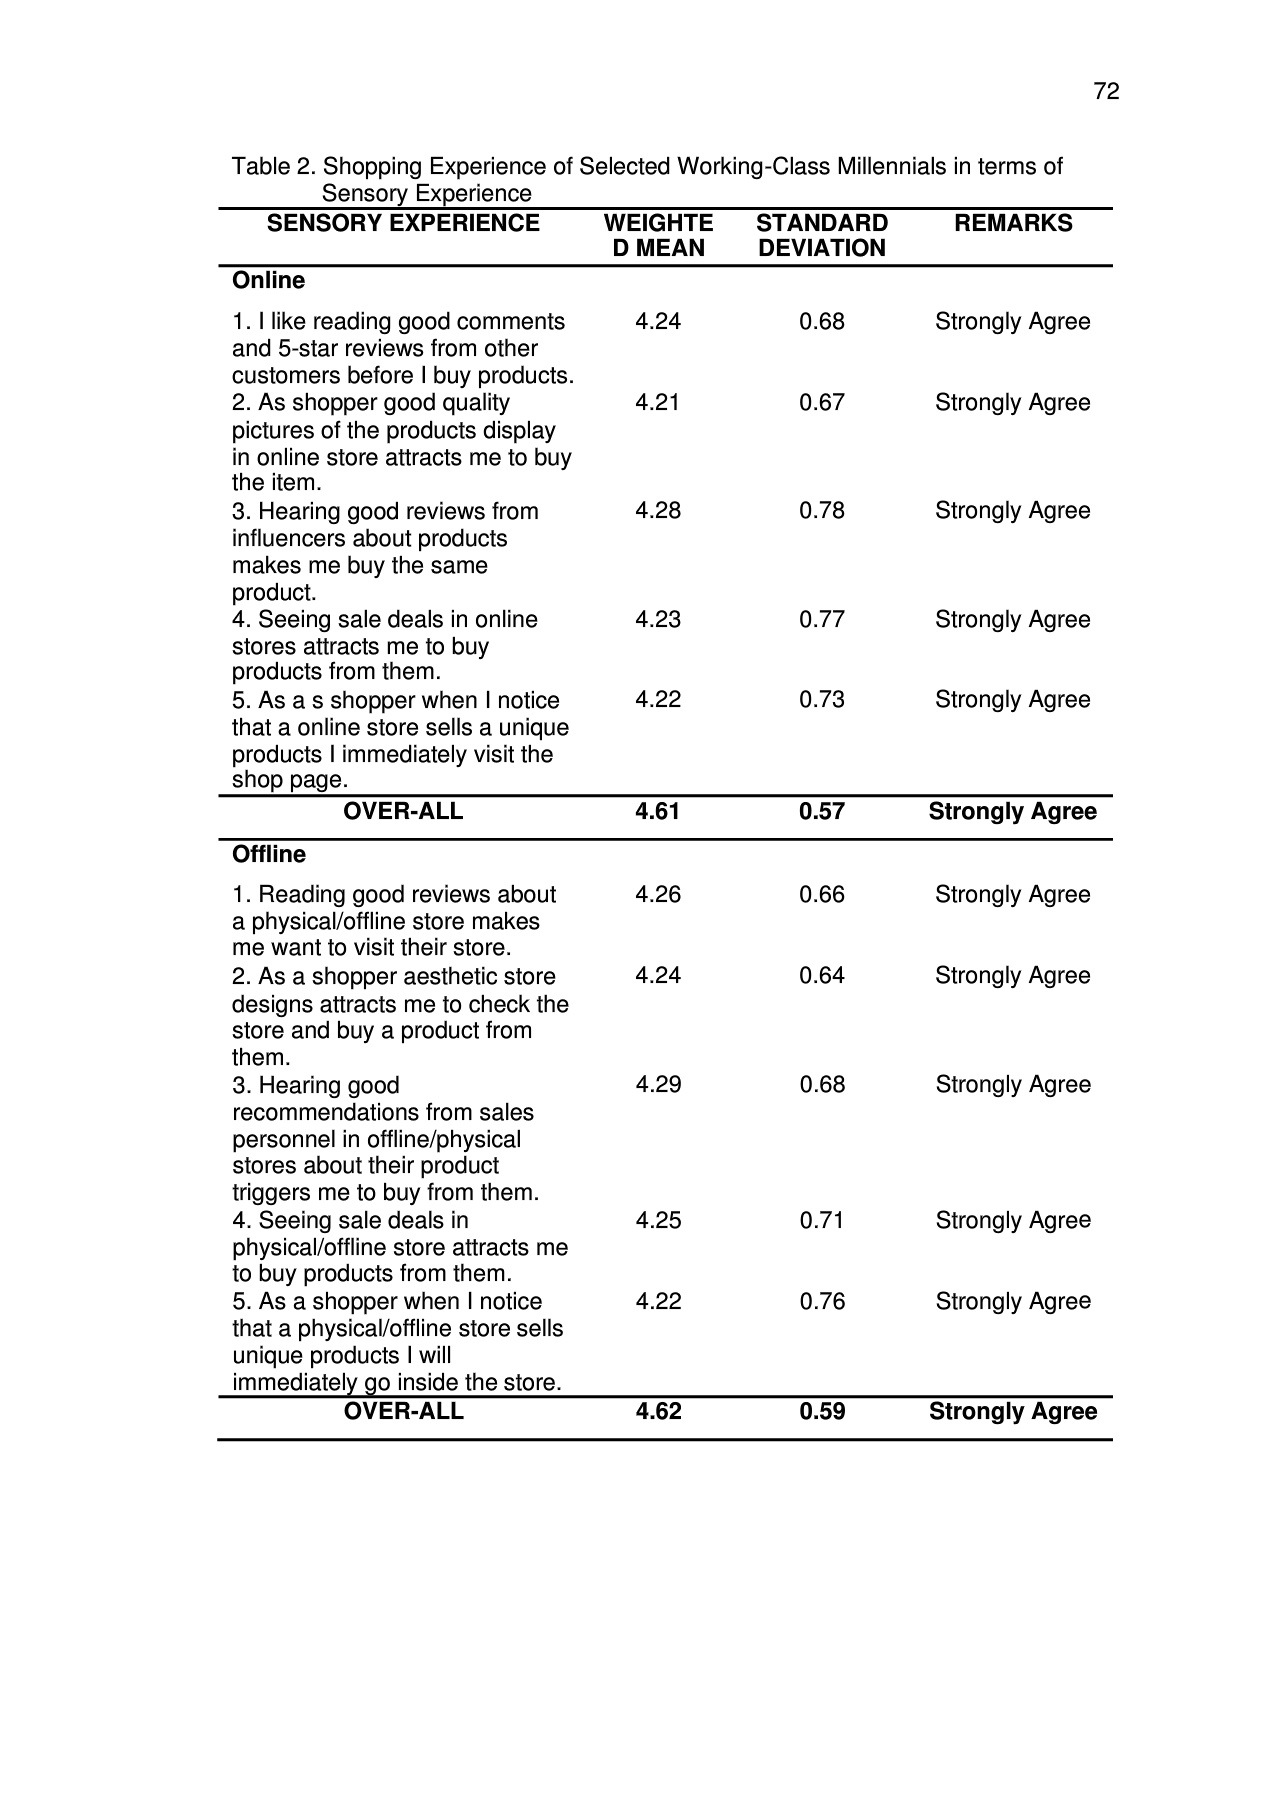 72
Table 2. Shopping Experience of Selected Working-Class Millennials in terms of
Sensory Experience
SENSORY EXPERIENCE WEIGHTE STANDARD REMARKS
D MEAN DEVIATION
Online
1. I like reading good comments 4.24 0.68 Strongly Agree
and 5-star reviews from other
customers before I buy products.
2. As shopper good quality 4.21 0.67 Strongly Agree
pictures of the products display
in online store attracts me to buy
the item.
3. Hearing good reviews from 4.28 0.78 Strongly Agree
influencers about products
makes me buy the same
product.
4. Seeing sale deals in online 4.23 0.77 Strongly Agree
stores attracts me to buy
products from them.
5. As a s shopper when I notice 4.22 0.73 Strongly Agree
that a online store sells a unique
products I immediately visit the
shop page.
OVER-ALL 4.61 0.57 Strongly Agree
Offline
1. Reading good reviews about 4.26 0.66 Strongly Agree
a physical/offline store makes
me want to visit their store.
2. As a shopper aesthetic store 4.24 0.64 Strongly Agree
designs attracts me to check the
store and buy a product from
them.
3. Hearing good 4.29 0.68 Strongly Agree
recommendations from sales
personnel in offline/physical
stores about their product
triggers me to buy from them.
4. Seeing sale deals in 4.25 0.71 Strongly Agree
physical/offline store attracts me
to buy products from them.
5. As a shopper when I notice 4.22 0.76 Strongly Agree
that a physical/offline store sells
unique products I will
immediately go inside the store.
OVER-ALL 4.62 0.59 Strongly Agree